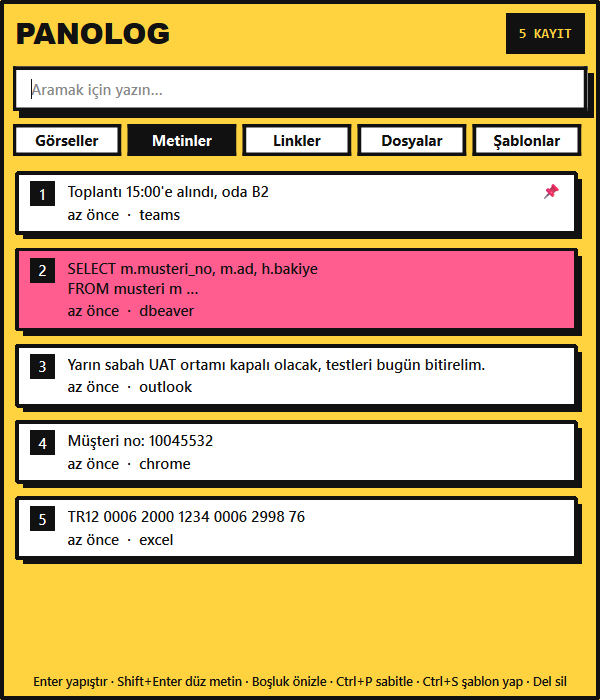 PANOLOG
5 KAYIT
Aramak için yazın...
Görseller
Metinler
Linkler
Dosyalar
Şablonlar
1
Toplantı 15:00'e alındı, oda B2
az önce · teams
2
SELECT m.musteri_no, m.ad, h.bakiye
FROM musteri m ...
az önce · dbeaver
3
Yarın sabah UAT ortamı kapalı olacak, testleri bugün bitirelim.
az önce · outlook
4
Müşteri no: 10045532
az önce · chrome
5
TR12 0006 2000 1234 0006 2998 76
az önce · excel
Enter yapıştır · Shift+Enter düz metin · Boşluk önizle · Ctrl+P sabitle · Ctrl+S şablon yap · Del sil